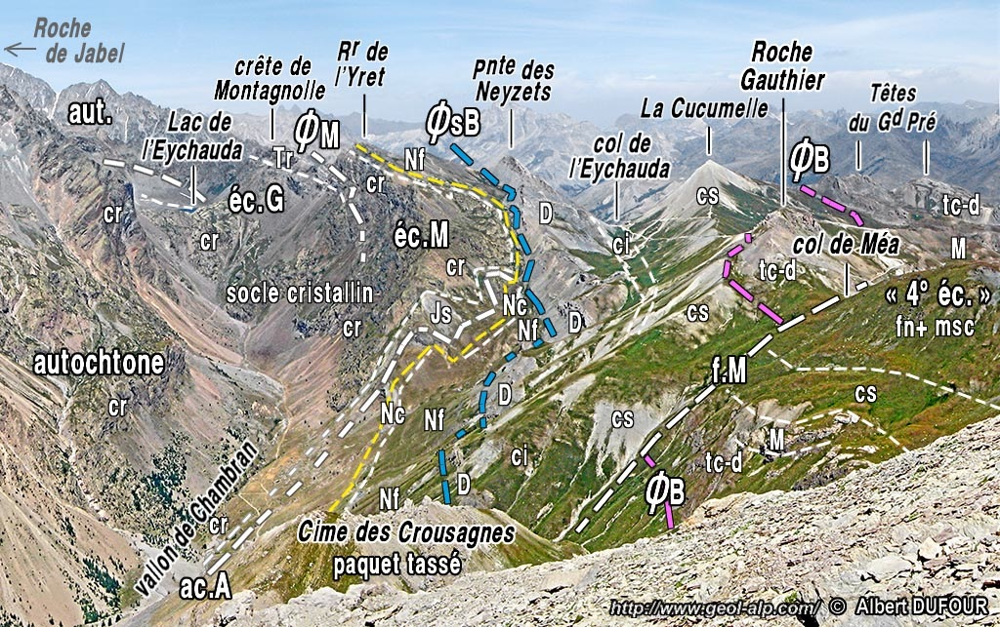 Roche
de Jabel
aut.
Lac de
l'Eychauda
crête de
Montagnolle
Tr
ΦM
Rr de
l'Yret
ΦsB
Pnte des
Neyzets
col de
l'Eychauda
La Cucumelle
Roche
Gauthier
ΦB
Têtes
du Gd Pré
Nf
cr
cr
cr
éc.G
éc.M
cr
D
cs
ci
tc-d
M
col de Méa
tc-d
« 4° éc. »
fn+ msc
socle cristallin
cr
Js
Nc
Nf
D
cs
autochtone
cr
f.M
cs
D
Nc
Nf
cs
M
tc-d
ci
ΦB
D
Nf
vallon de Chambran
cr
ac.A
Cime des Crousagnes
paquet tassé
http://www.geol-alp.com/ © Albert DUFOUR